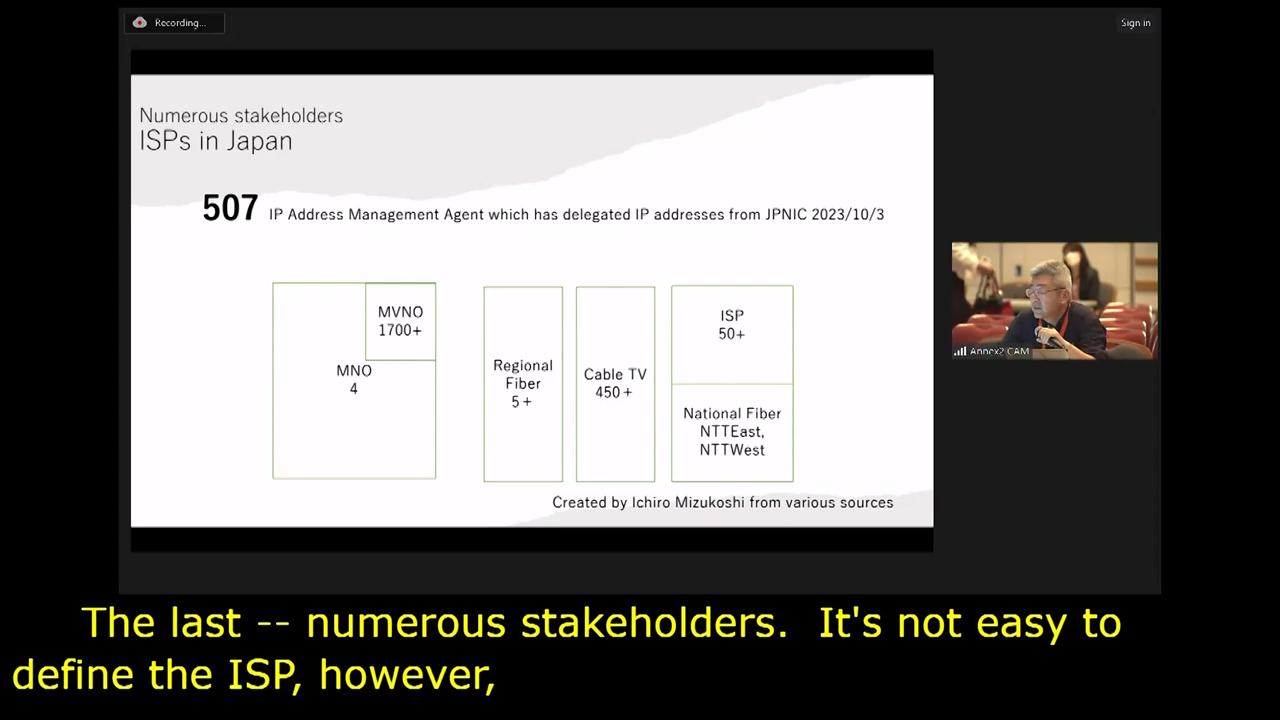 Recording...
Sign in
Numerous stakeholders
ISPs in Japan
507 IP Address Management Agent which has delegated IP addresses from JPNIC 2023/10/3
MVNO
1700+
MNO
4
Regional
Fiber
5+
Cable TV
450+
ISP
50+
National Fiber
NTTEast,
NTTWest
Created by Ichiro Mizukoshi from various sources
Annex2 CAM
The last -- numerous stakeholders. It's not easy to
define the ISP, however,